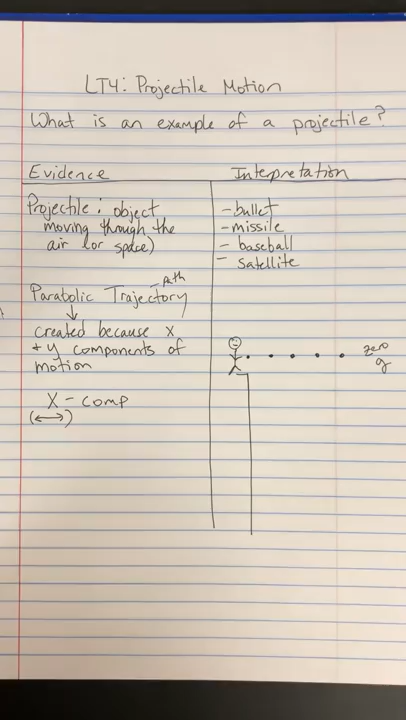 LT4: Projectile Motion
What is an example of a projectile?
Evidence
Projectile: object
moving through the
air (or space)
Parabolic Trajectory
- path
created because x
+ y components of
motion
X - comp
(↔)
Interpretation
- bullet
- missile
- baseball
- satellite
zero
g